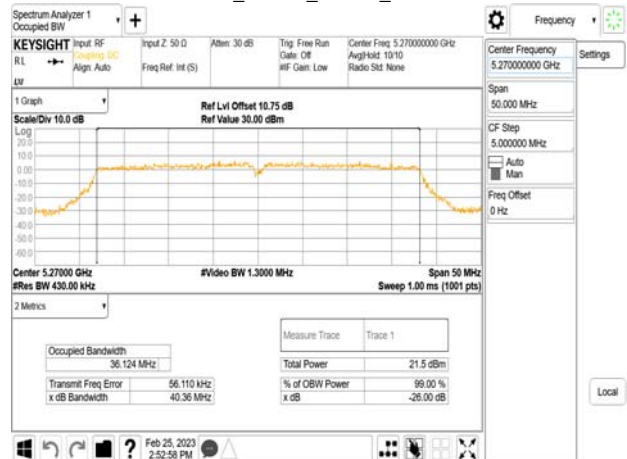 Spectrum Analyzer 1
Occupied BW
Frequency
KEYSIGHT
Input: RF
Coupling: DC
Align: Auto
Input Z: 50 Ω
Freq Ref: Int (S)
Atten: 30 dB
Trig: Free Run
Gate: Off
#IF Gain: Low
Center Freq: 5.270000000 GHz
Avg|Hold: 10/10
Radio Std: None
RL
1 Graph
Scale/Div 10.0 dB
Ref Lvl Offset 10.75 dB
Ref Value 30.00 dBm
Log
20.0
10.0
0.00
-10.0
-20.0
-30.0
-40.0
-50.0
-60.0
Center 5.27000 GHz
#Res BW 430.00 kHz
#Video BW 1.3000 MHz
Span 50 MHz
Sweep 1.00 ms (1001 pts)
2 Metrics
Measure Trace
Trace 1
Occupied Bandwidth
36.124 MHz
Total Power
21.5 dBm
Transmit Freq Error
56.110 kHz
% of OBW Power
99.00 %
x dB Bandwidth
40.36 MHz
x dB
-26.00 dB
Center Frequency
5.270000000 GHz
Settings
Span
50.000 MHz
CF Step
5.000000 MHz
Auto
Man
Freq Offset
0 Hz
Local
Feb 25, 2023
2:52:58 PM